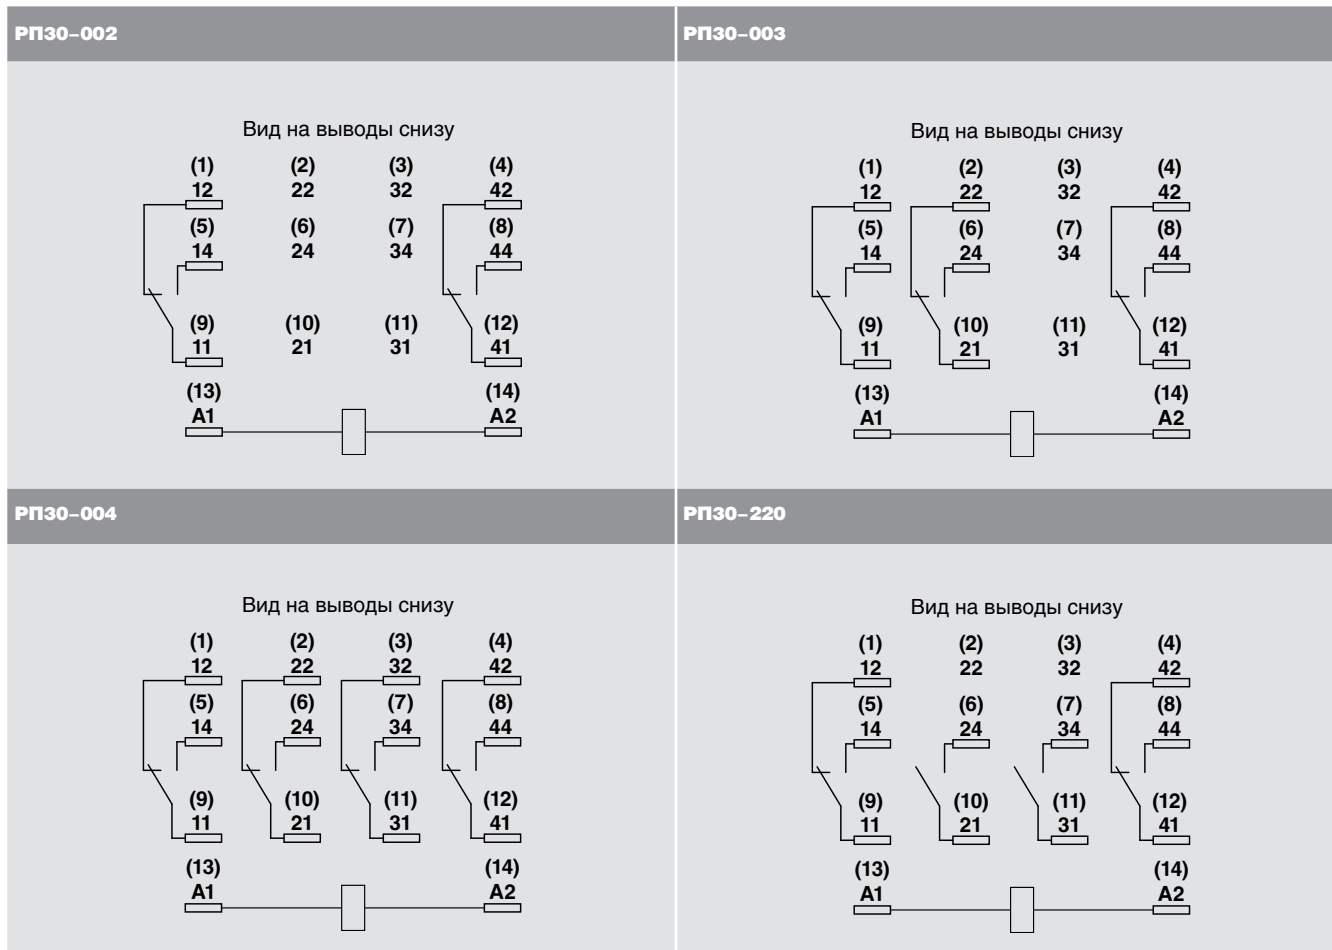 РП30–002
Вид на выводы снизу
(1) (2) (3) (4)
12 22 32 42
(5) (6) (7) (8)
14 24 34 44
(9) (10) (11) (12)
11 21 31 41
(13) (14)
A1 A2
РП30–003
Вид на выводы снизу
(1) (2) (3) (4)
12 22 32 42
(5) (6) (7) (8)
14 24 34 44
(9) (10) (11) (12)
11 21 31 41
(13) (14)
A1 A2
РП30–004
Вид на выводы снизу
(1) (2) (3) (4)
12 22 32 42
(5) (6) (7) (8)
14 24 34 44
(9) (10) (11) (12)
11 21 31 41
(13) (14)
A1 A2
РП30–220
Вид на выводы снизу
(1) (2) (3) (4)
12 22 32 42
(5) (6) (7) (8)
14 24 34 44
(9) (10) (11) (12)
11 21 31 41
(13) (14)
A1 A2